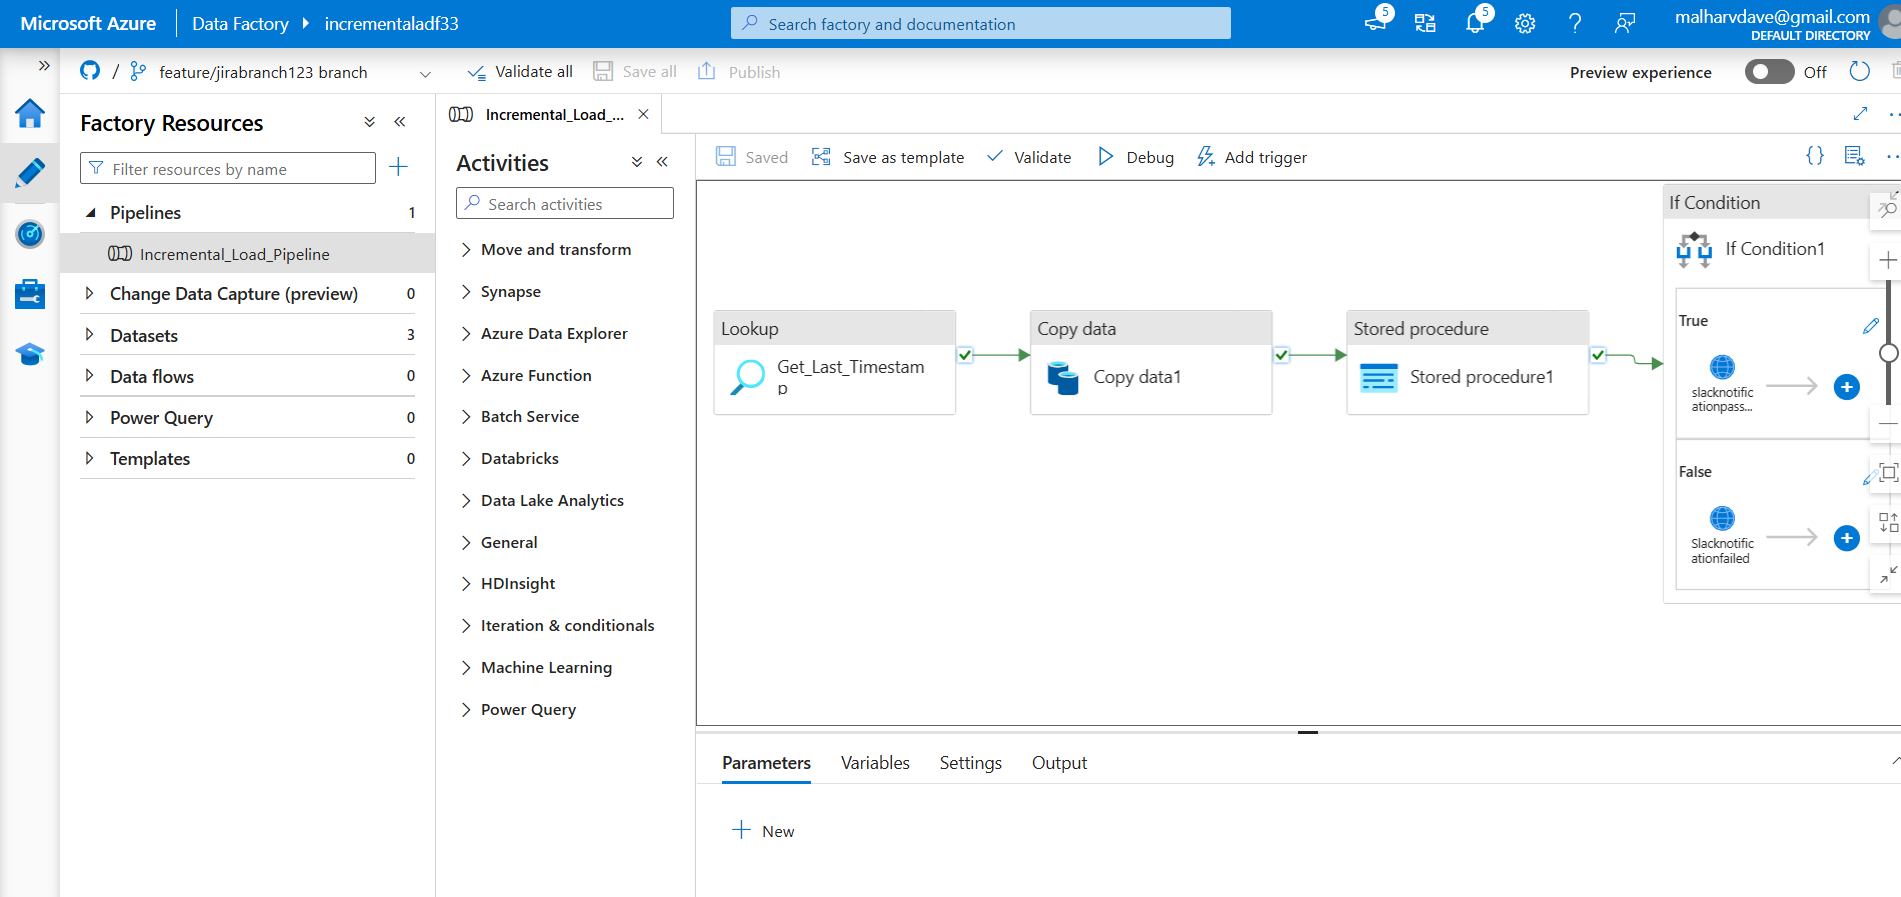 Microsoft Azure
Data Factory
incrementaladf33
Search factory and documentation
5
5
malharvdave@gmail.com
DEFAULT DIRECTORY
/
feature/jirabranch123 branch
Validate all
Save all
Publish
Preview experience
Off
Factory Resources
Filter resources by name
Pipelines 1
Incremental_Load_Pipeline
Change Data Capture (preview) 0
Datasets 3
Data flows 0
Power Query 0
Templates 0
Incremental_Load_...
Activities
Search activities
Move and transform
Synapse
Azure Data Explorer
Azure Function
Batch Service
Databricks
Data Lake Analytics
General
HDInsight
Iteration & conditionals
Machine Learning
Power Query
Saved
Save as template
Validate
Debug
Add trigger
{}
Lookup
Get_Last_Timestam
p
Copy data
Copy data1
Stored procedure
Stored procedure1
If Condition
If Condition1
True
slacknotific
ationpass...
False
Slacknotific
ationfailed
Parameters
Variables
Settings
Output
New